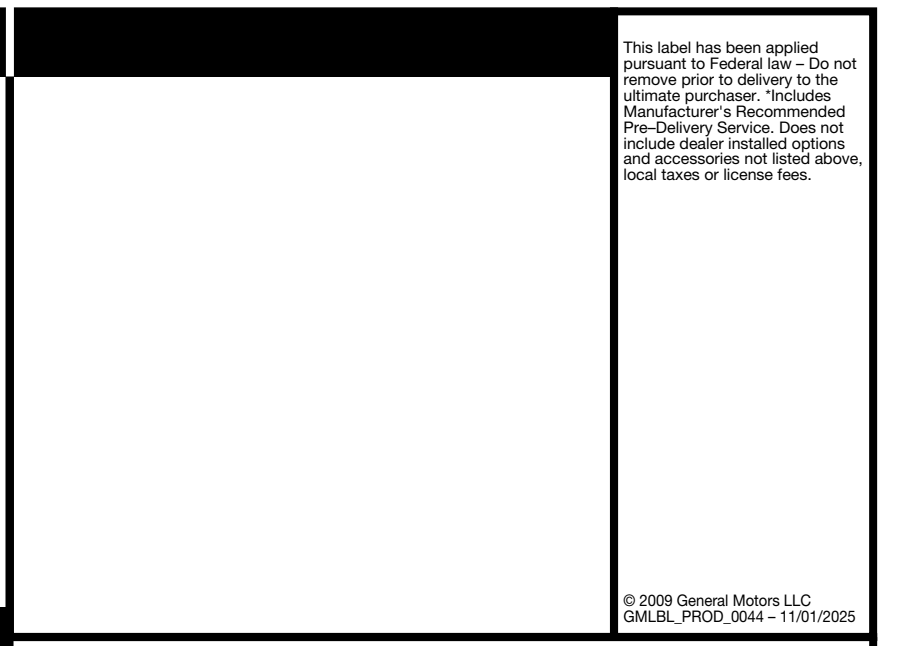 This label has been applied
pursuant to Federal law – Do not
remove prior to delivery to the
ultimate purchaser. *Includes
Manufacturer's Recommended
Pre–Delivery Service. Does not
include dealer installed options
and accessories not listed above,
local taxes or license fees.
© 2009 General Motors LLC
GMLBL_PROD_0044 – 11/01/2025